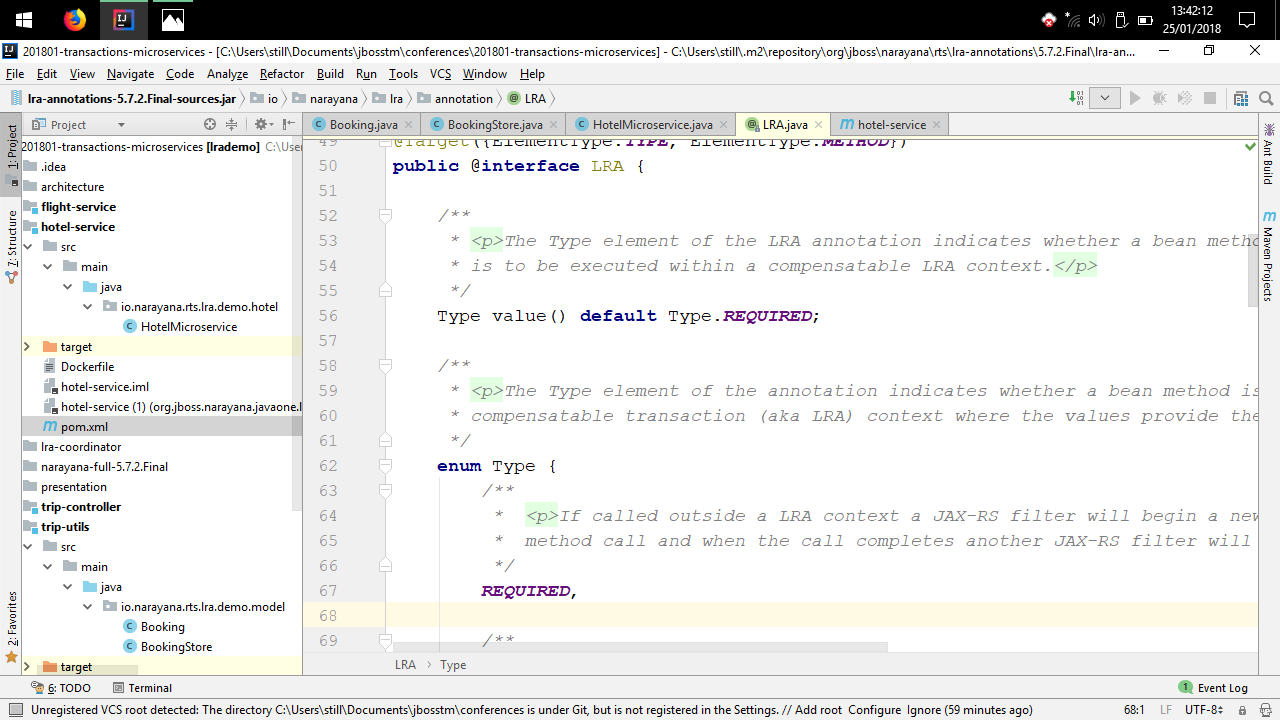 13:42:12
25/01/2018
201801-transactions-microservices - [C:\Users\still\Documents\jbosstm\conferences\201801-transactions-microservices] - C:\Users\still\.m2\repository\org\jboss\narayana\rts\lra-annotations\5.7.2.Final\lra-an...
File Edit View Navigate Code Analyze Refactor Build Run Tools VCS Window Help
lra-annotations-5.7.2.Final-sources.jar io narayana lra annotation LRA
Project
Booking.java BookingStore.java HotelMicroservice.java LRA.java hotel-service
1: Project
7: Structure
2: Favorites
201801-transactions-microservices [lrademo] C:\User
.idea
architecture
flight-service
hotel-service
src
main
java
io.narayana.rts.lra.demo.hotel
HotelMicroservice
target
Dockerfile
hotel-service.iml
hotel-service (1) (org.jboss.narayana.javaone.l
pom.xml
lra-coordinator
narayana-full-5.7.2.Final
presentation
trip-controller
trip-utils
src
main
java
io.narayana.rts.lra.demo.model
Booking
BookingStore
target
49 @Target({ElementType.TYPE, ElementType.METHOD})
50 public @interface LRA {
51
52 /**
53 * <p>The Type element of the LRA annotation indicates whether a bean metho
54 * is to be executed within a compensatable LRA context.</p>
55 */
56 Type value() default Type.REQUIRED;
57
58 /**
59 * <p>The Type element of the annotation indicates whether a bean method is
60 * compensatable transaction (aka LRA) context where the values provide the
61 */
62 enum Type {
63 /**
64 * <p>If called outside a LRA context a JAX-RS filter will begin a new
65 * method call and when the call completes another JAX-RS filter will
66 */
67 REQUIRED,
68
69 /**
LRA Type
Ant Build
Maven Projects
6: TODO Terminal
1 Event Log
Unregistered VCS root detected: The directory C:\Users\still\Documents\jbosstm\conferences is under Git, but is not registered in the Settings. // Add root Configure Ignore (59 minutes ago)
68:1 LF UTF-8